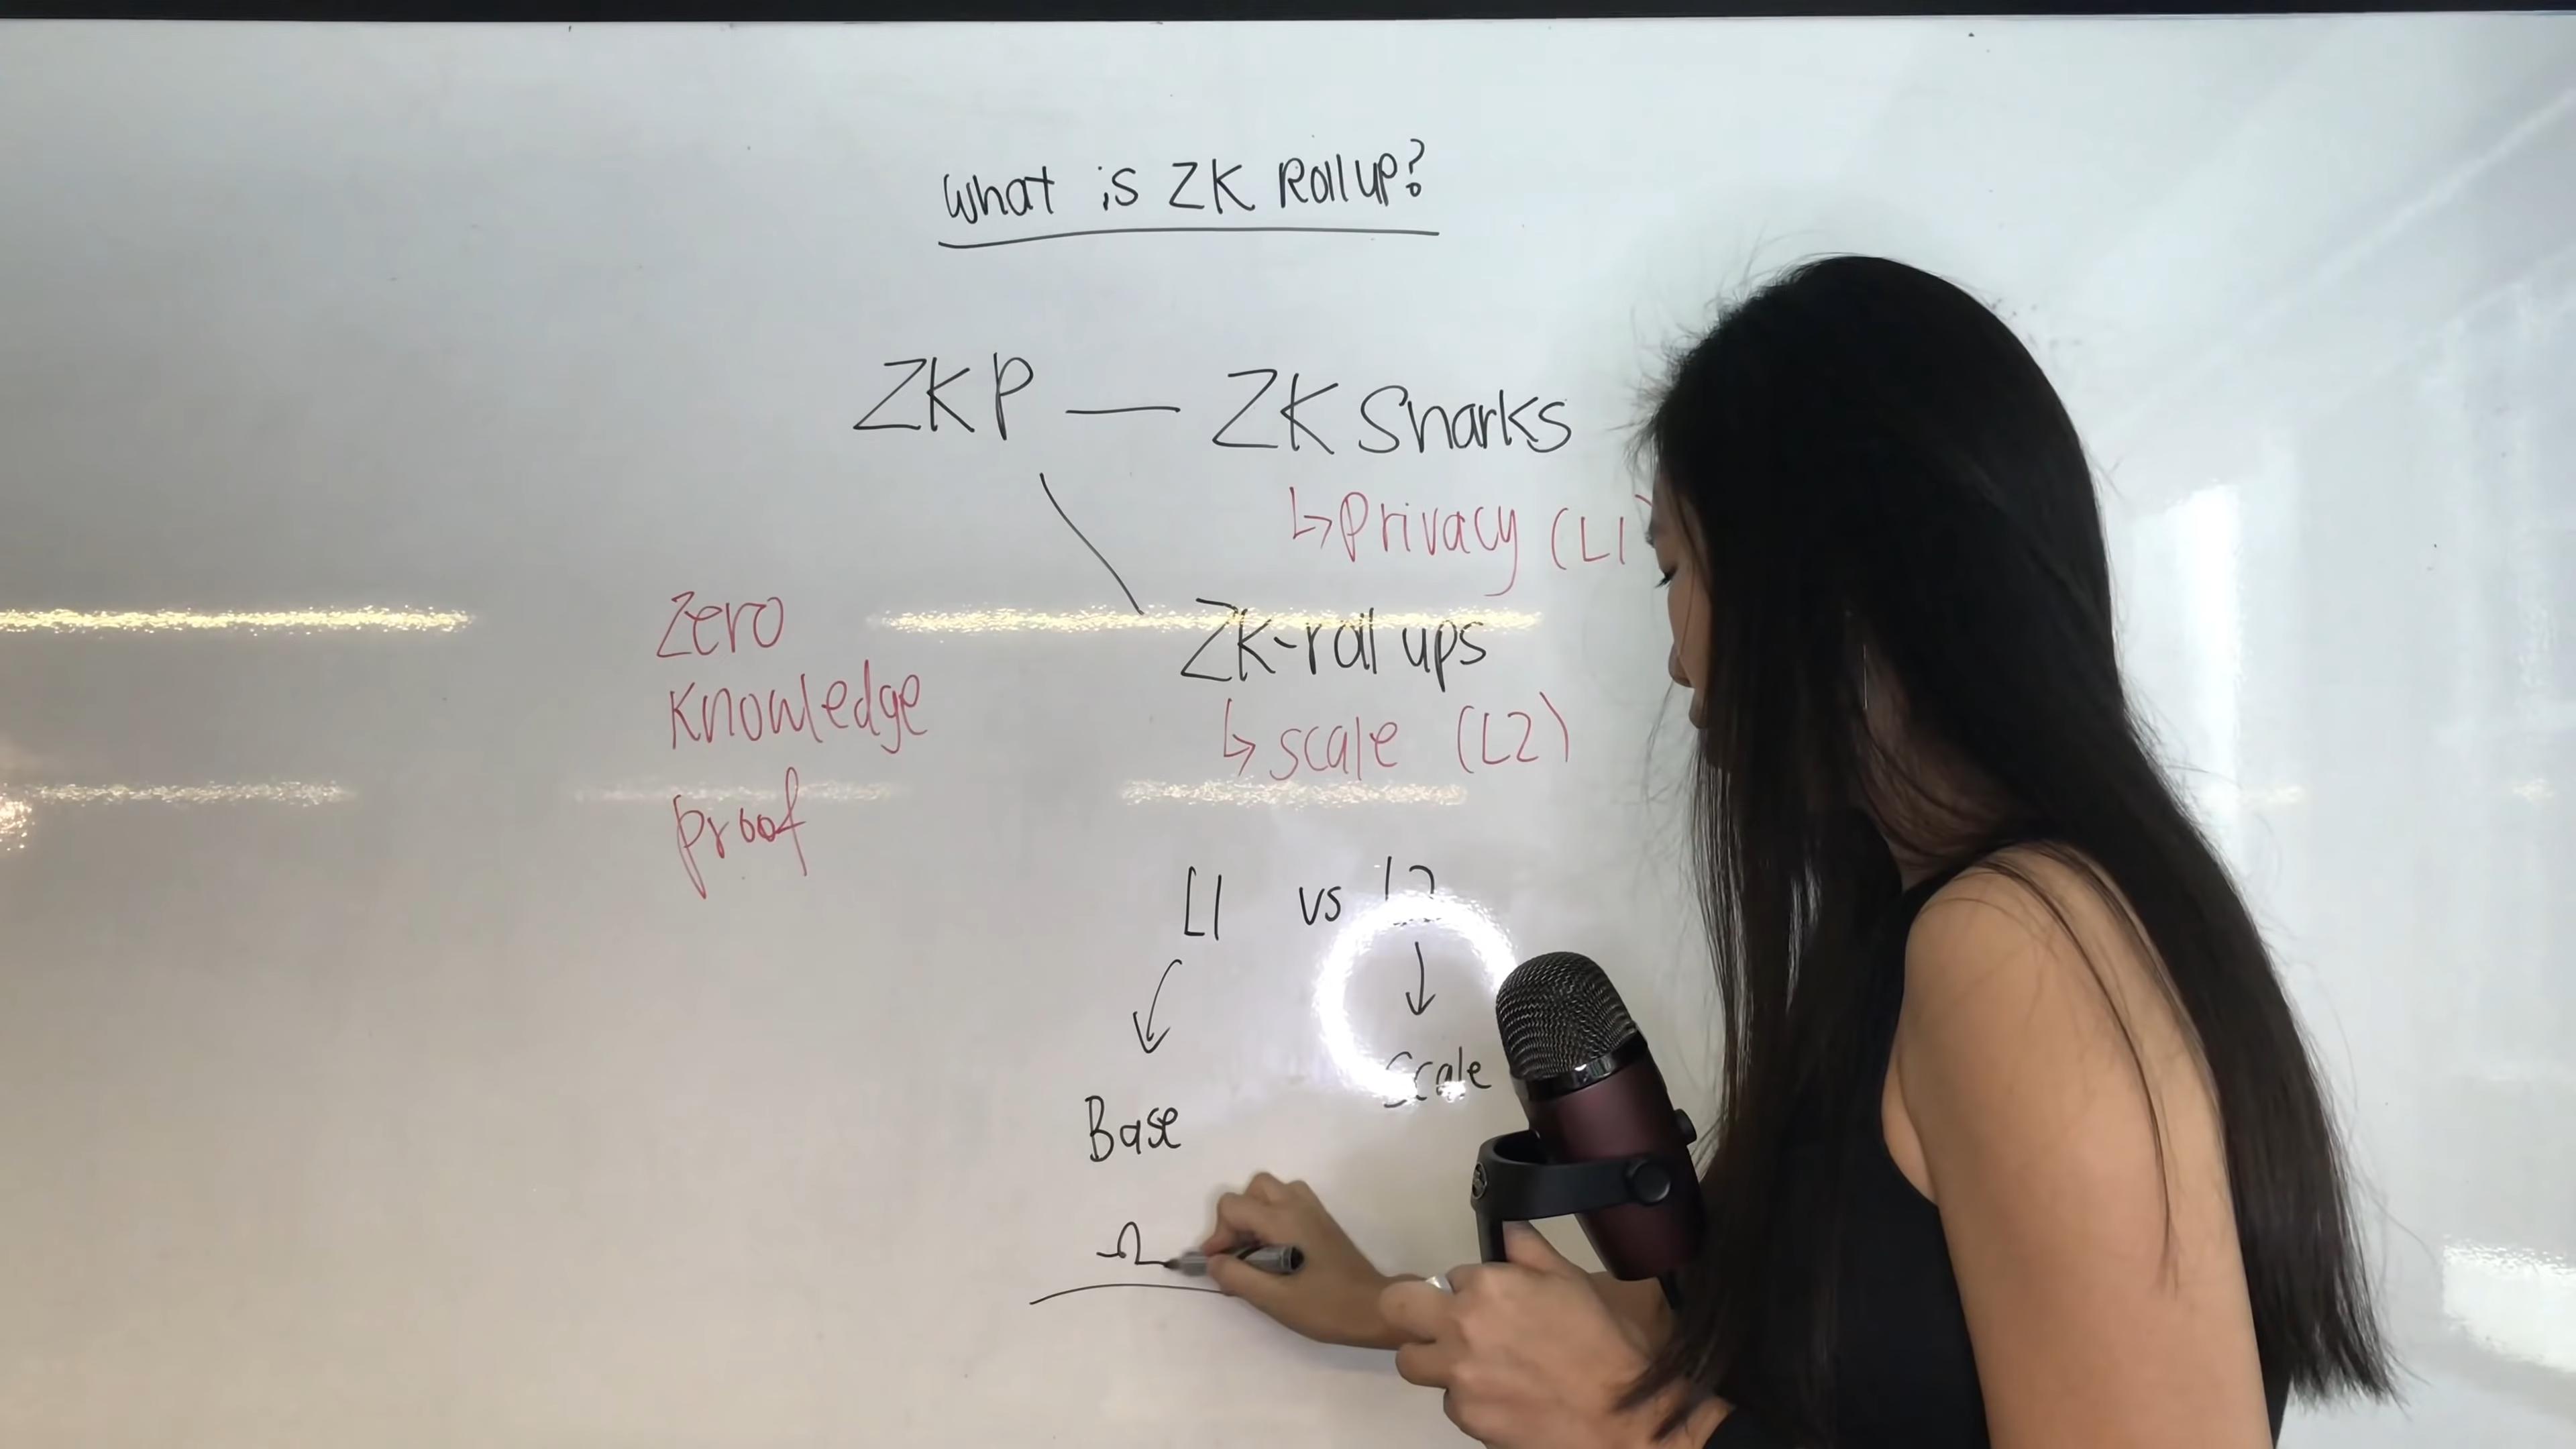 What is ZK Rollup?
ZKP — ZK Snarks
↳ Privacy (L1)
Zero
Knowledge
proof
ZK-roll ups
↳ scale (L2)
L1 vs L2
Base
Scale